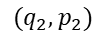 (𝑞₂, 𝑝₂)